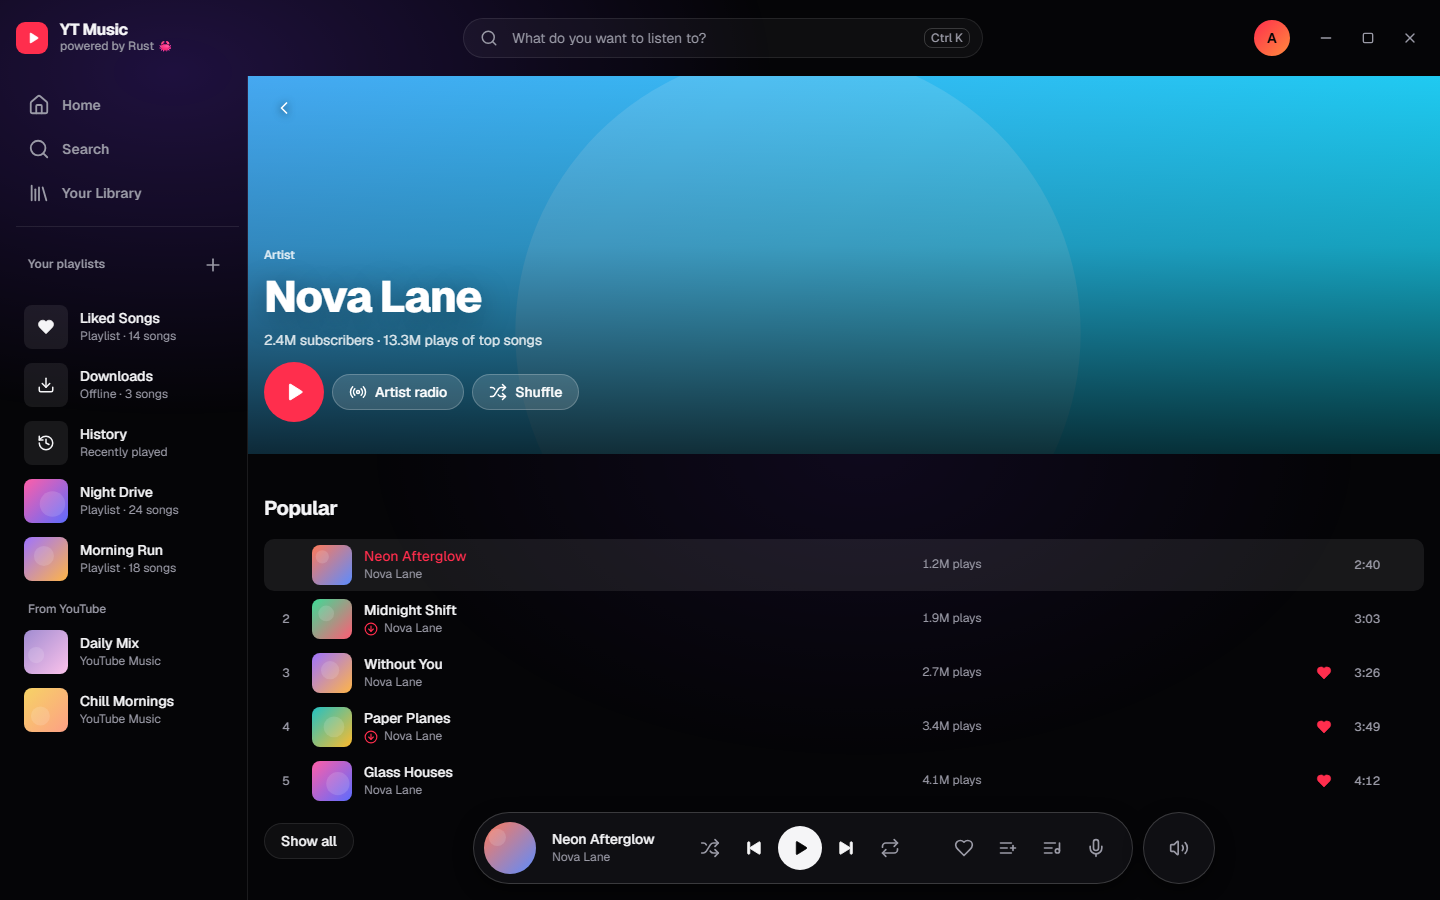 YT Music
powered by Rust 🦀
What do you want to listen to?
Ctrl K
A
Home
Search
Your Library
Your playlists
Liked Songs
Playlist · 14 songs
Downloads
Offline · 3 songs
History
Recently played
Night Drive
Playlist · 24 songs
Morning Run
Playlist · 18 songs
From YouTube
Daily Mix
YouTube Music
Chill Mornings
YouTube Music
Artist
Nova Lane
2.4M subscribers · 13.3M plays of top songs
Artist radio
Shuffle
Popular
Neon Afterglow
Nova Lane
1.2M plays
2:40
2
Midnight Shift
Nova Lane
1.9M plays
3:03
3
Without You
Nova Lane
2.7M plays
3:26
4
Paper Planes
Nova Lane
3.4M plays
3:49
5
Glass Houses
Nova Lane
4.1M plays
4:12
Show all
Neon Afterglow
Nova Lane